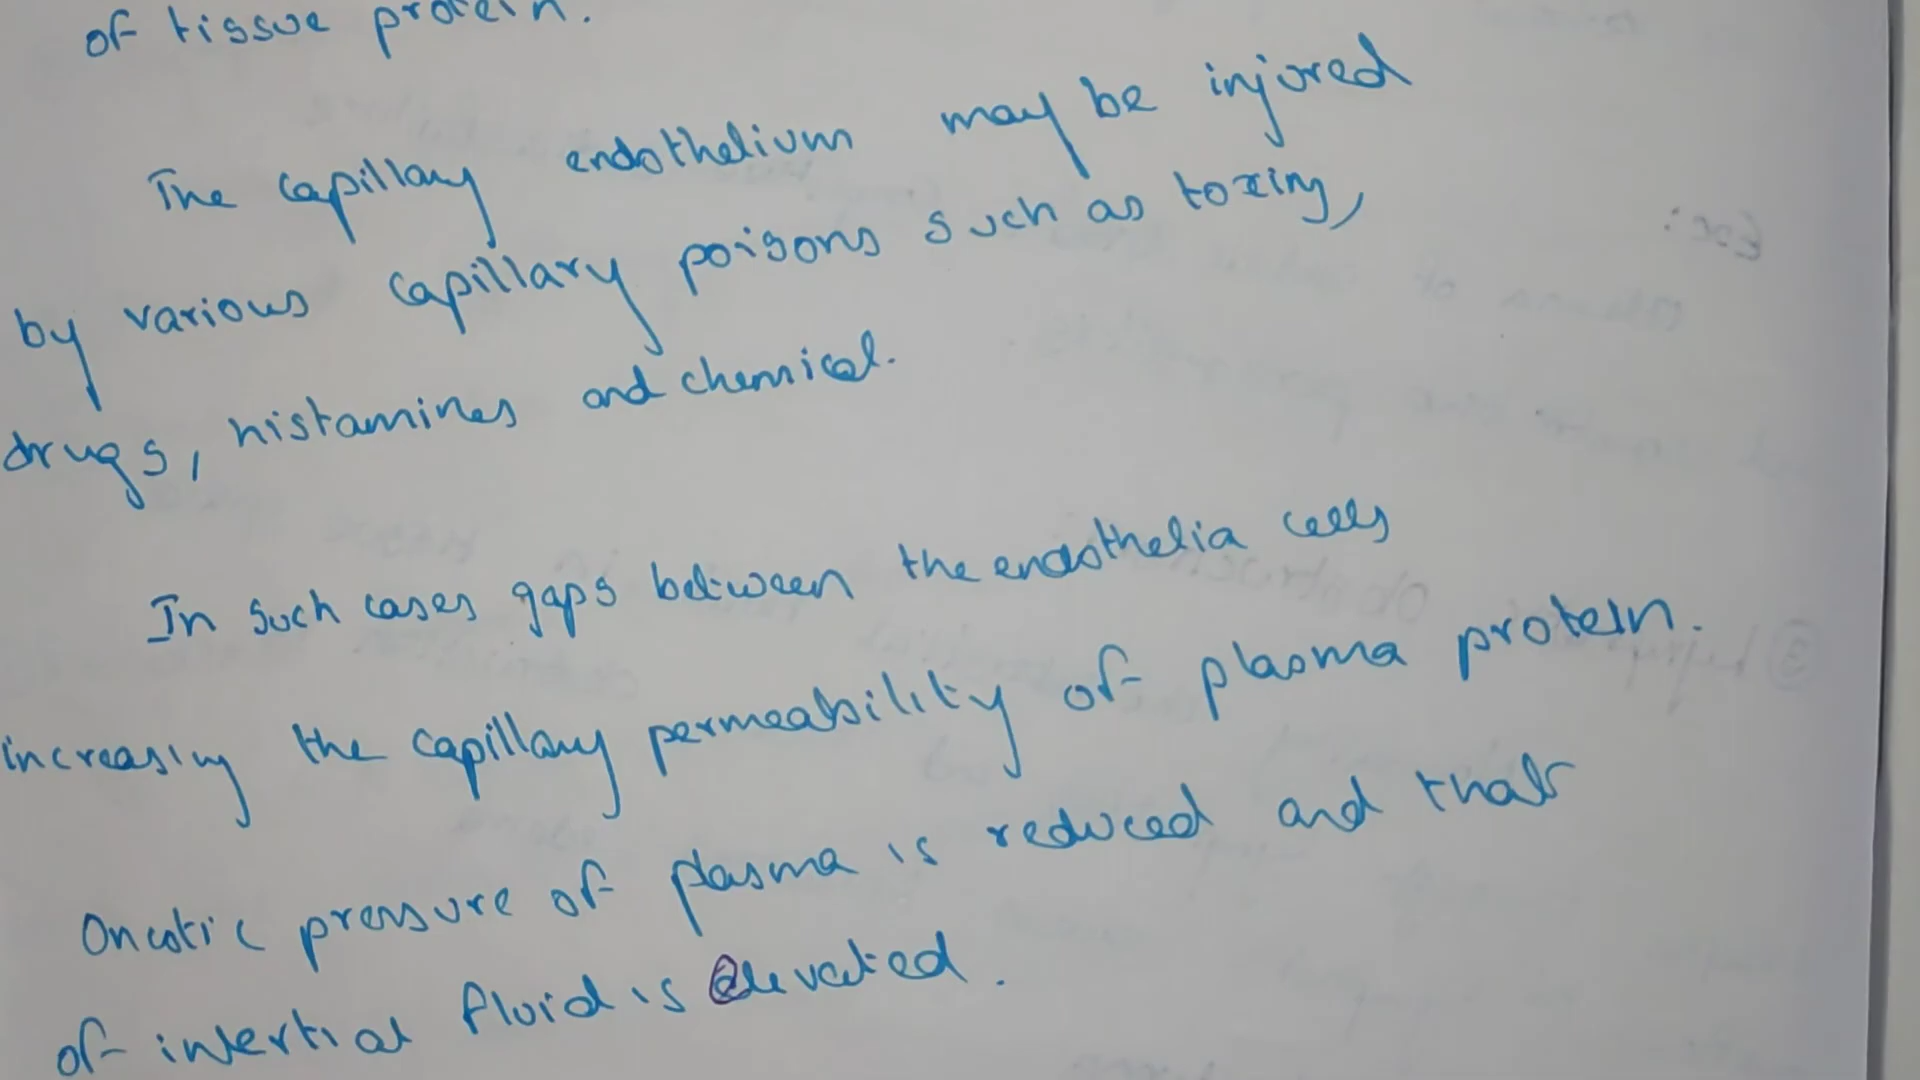 of tissue protein.
The capillary endothelium may be injured
by various capillary poisons such as toxins,
drugs, histamines and chemical.
In such cases gaps between the endothelia cells
increasing the capillary permeability of plasma protein.
Oncotic pressure of plasma is reduced and that
of intertial fluid is elevated.